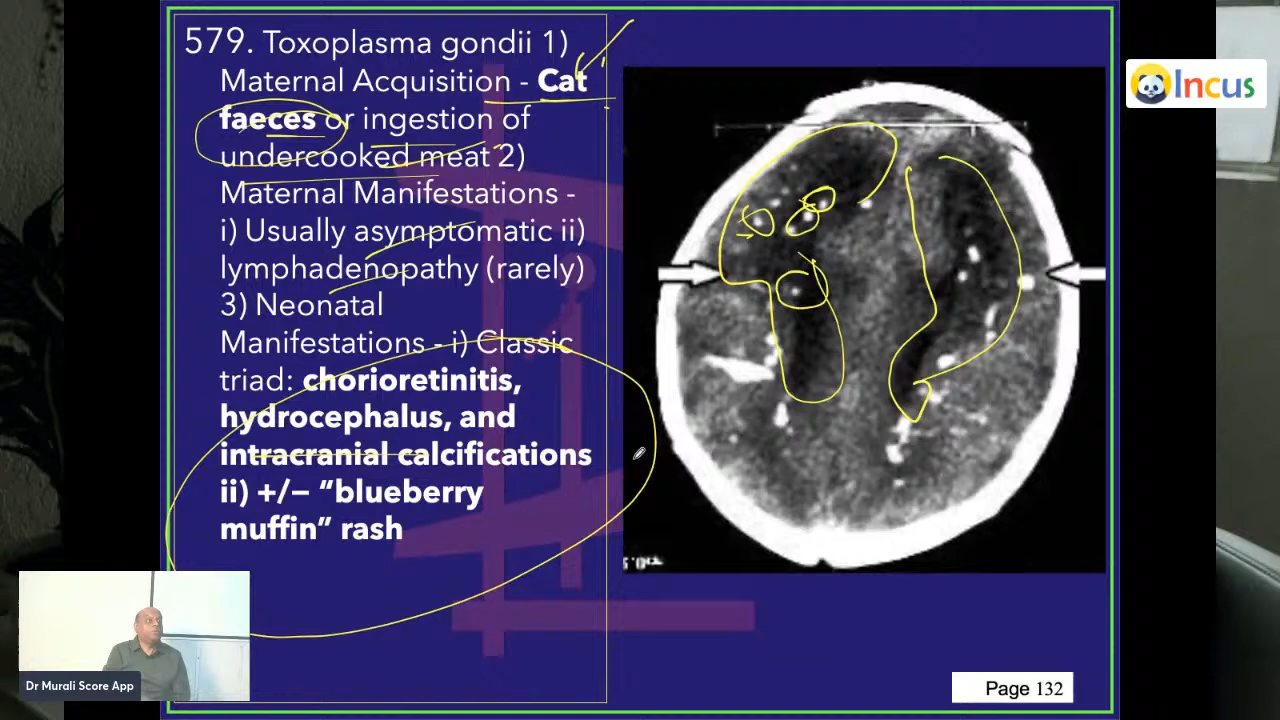 579. Toxoplasma gondii 1)
Maternal Acquisition - Cat
faeces or ingestion of
undercooked meat 2)
Maternal Manifestations -
i) Usually asymptomatic ii)
lymphadenopathy (rarely)
3) Neonatal
Manifestations - i) Classic
triad: chorioretinitis,
hydrocephalus, and
intracranial calcifications
ii) +/− “blueberry
muffin” rash
Incus
Dr Murali Score App
Page 132